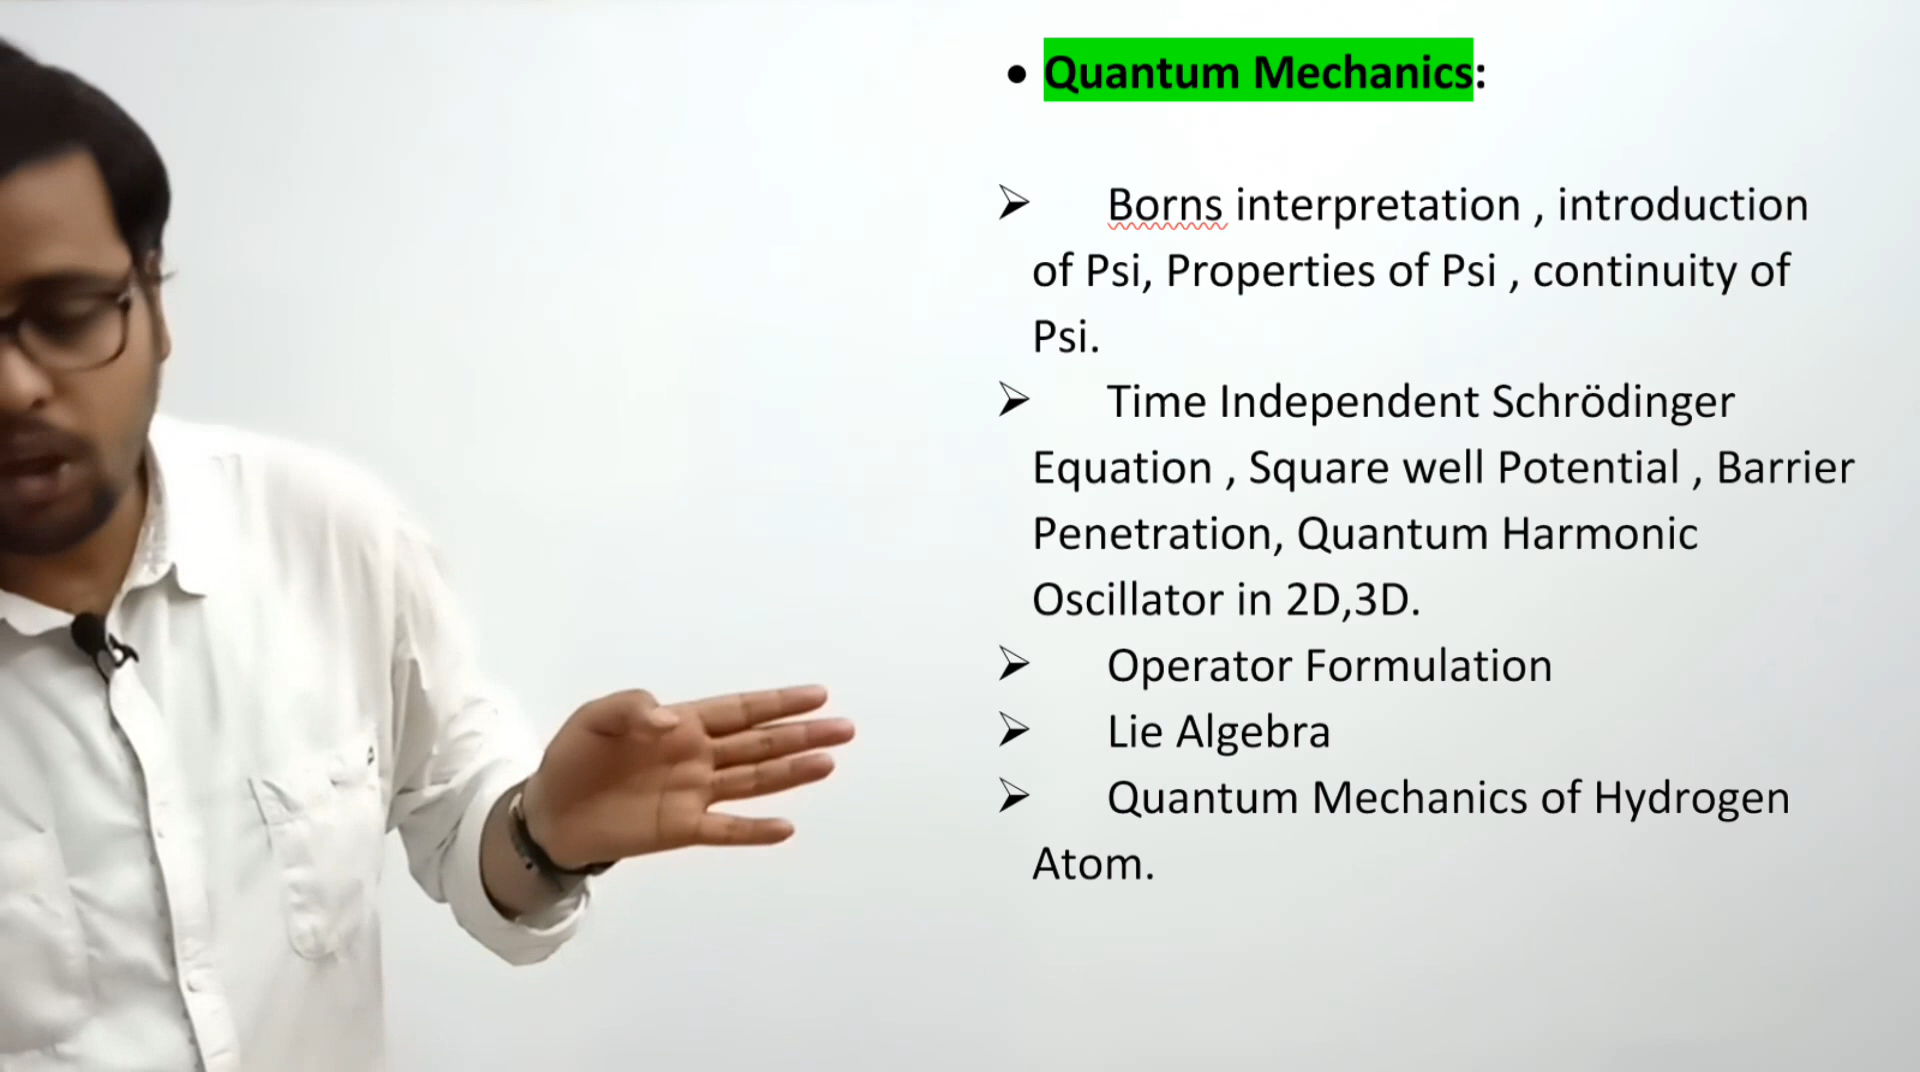 • Quantum Mechanics:
➢ Borns interpretation , introduction
of Psi, Properties of Psi , continuity of
Psi.
➢ Time Independent Schrödinger
Equation , Square well Potential , Barrier
Penetration, Quantum Harmonic
Oscillator in 2D,3D.
➢ Operator Formulation
➢ Lie Algebra
➢ Quantum Mechanics of Hydrogen
Atom.